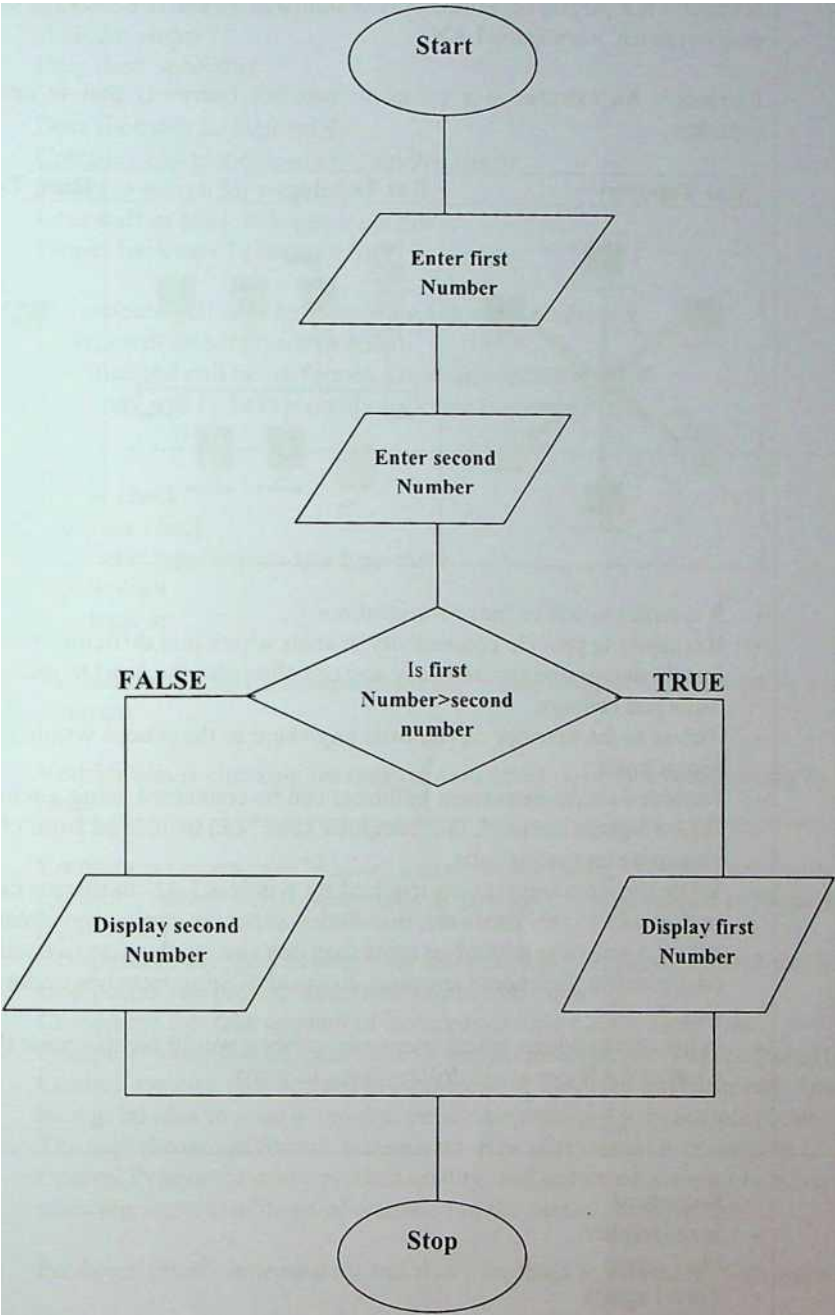 Start
Enter first
Number
Enter second
Number
Is first
Number>second
number
FALSE
TRUE
Display second
Number
Display first
Number
Stop